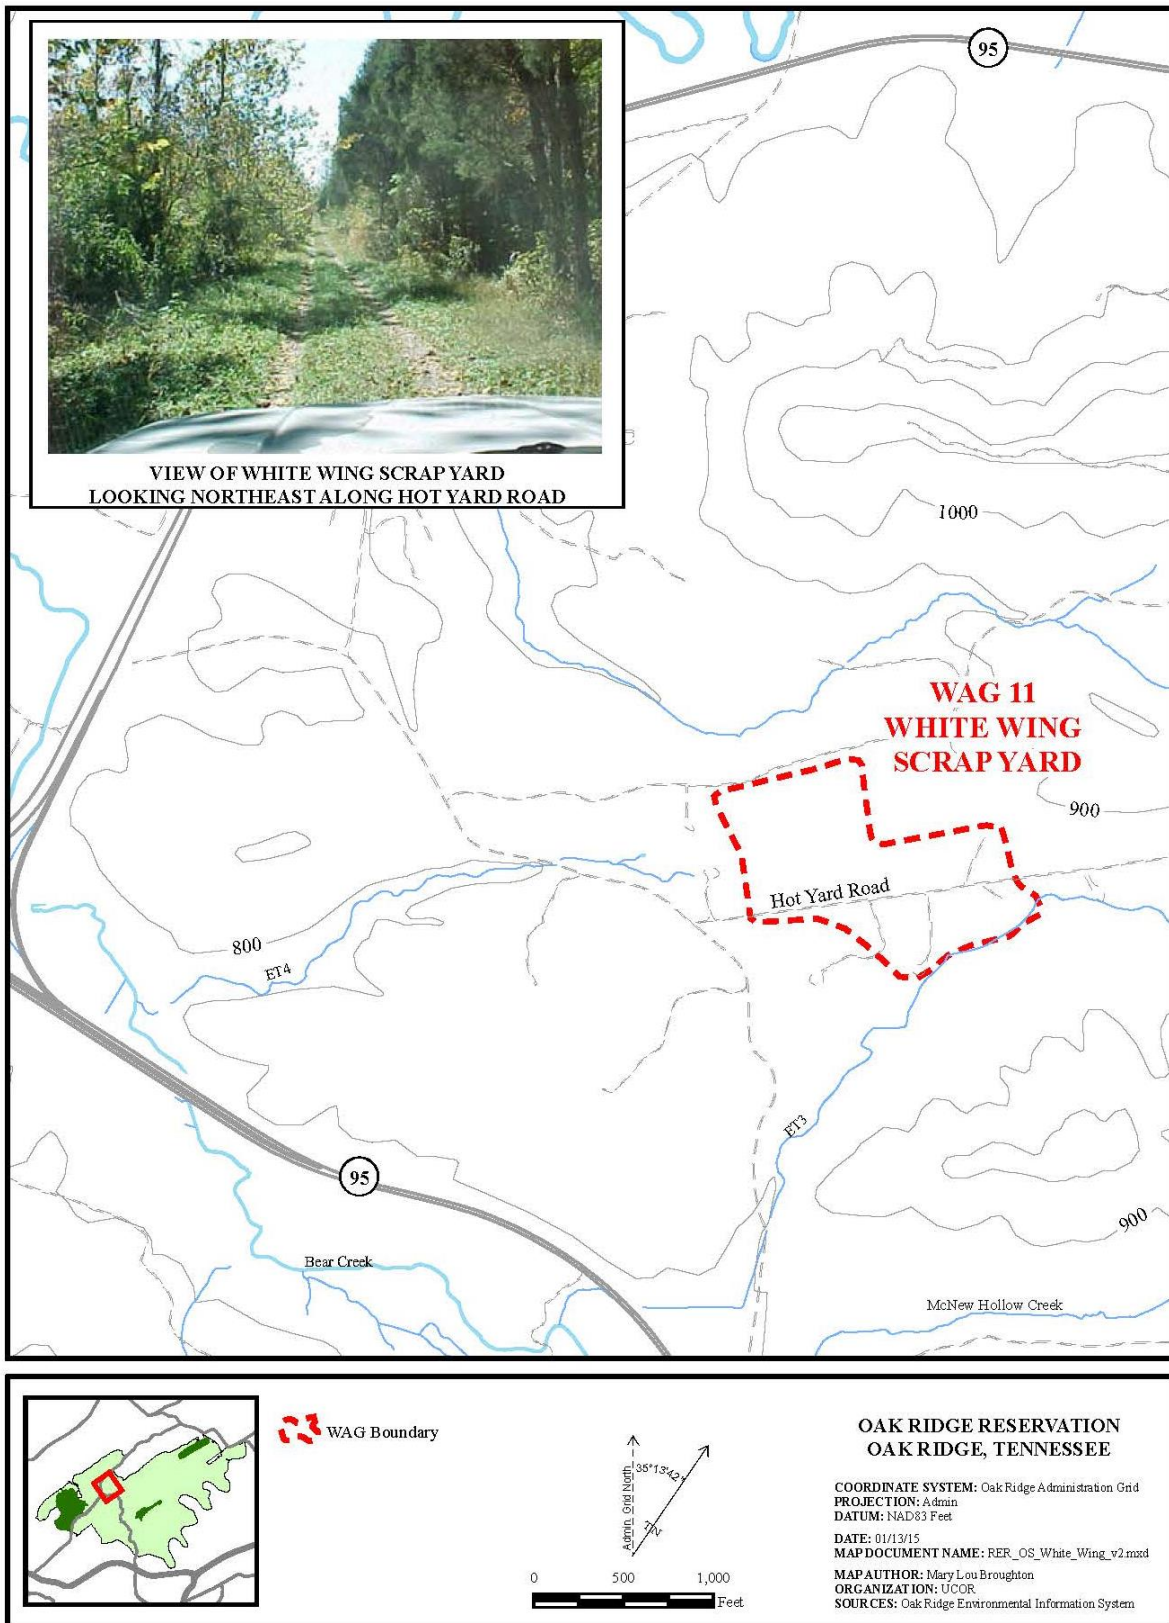 95
VIEW OF WHITE WING SCRAP YARD
LOOKING NORTHEAST ALONG HOT YARD ROAD
1000
WAG 11
WHITE WING
SCRAP YARD
900
Hot Yard Road
800
ET4
ET3
95
900
Bear Creek
McNew Hollow Creek
WAG Boundary
Admin. Grid North
35°13'42"
TN
0 500 1,000
Feet
OAK RIDGE RESERVATION
OAK RIDGE, TENNESSEE
COORDINATE SYSTEM: Oak Ridge Administration Grid
PROJECTION: Admin
DATUM: NAD83 Feet
DATE: 01/13/15
MAP DOCUMENT NAME: RER_OS_White_Wing_v2.mxd
MAP AUTHOR: Mary Lou Broughton
ORGANIZATION: UCOR
SOURCES: Oak Ridge Environmental Information System